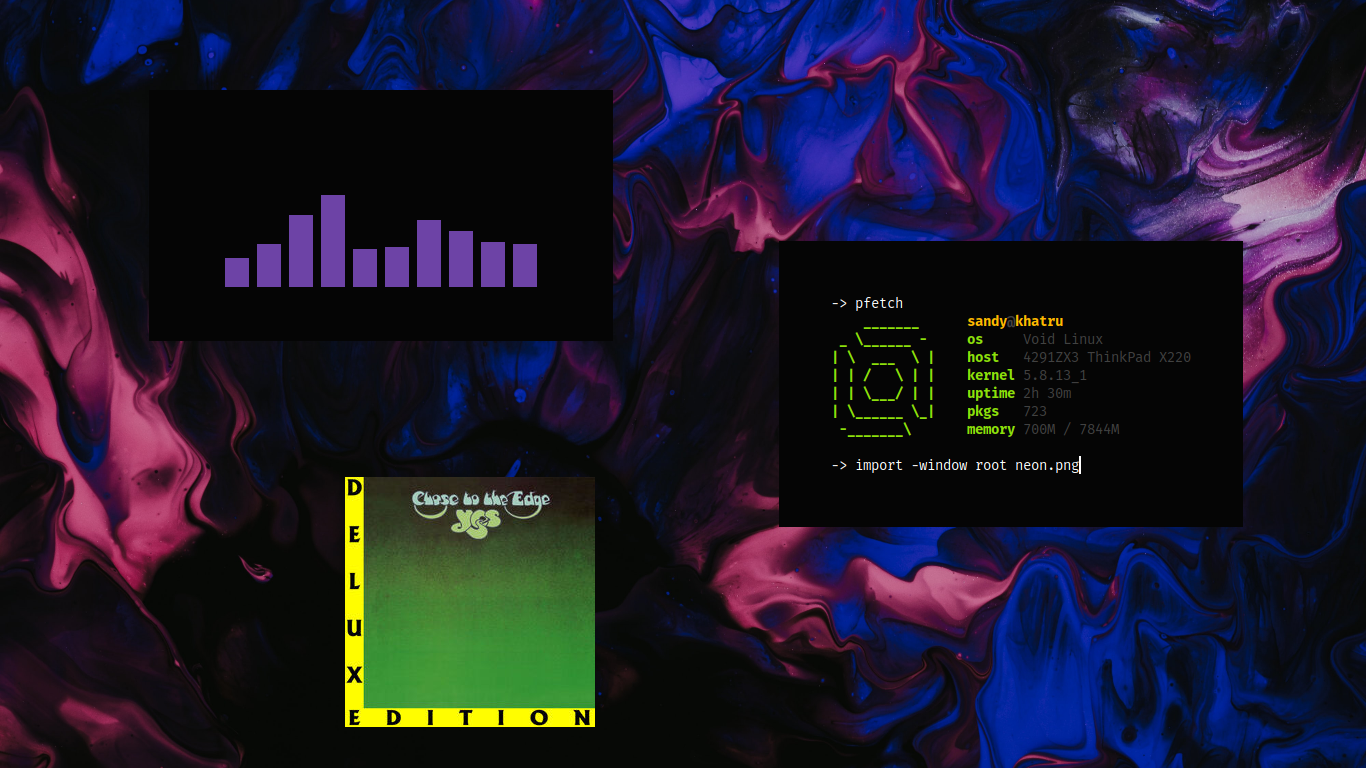 -> pfetch
sandy@khatru
os Void Linux
host 4291ZX3 ThinkPad X220
kernel 5.8.13_1
uptime 2h 30m
pkgs 723
memory 700M / 7844M
-> import -window root neon.png
Close to the Edge
Yes
DELUXE
EDITION